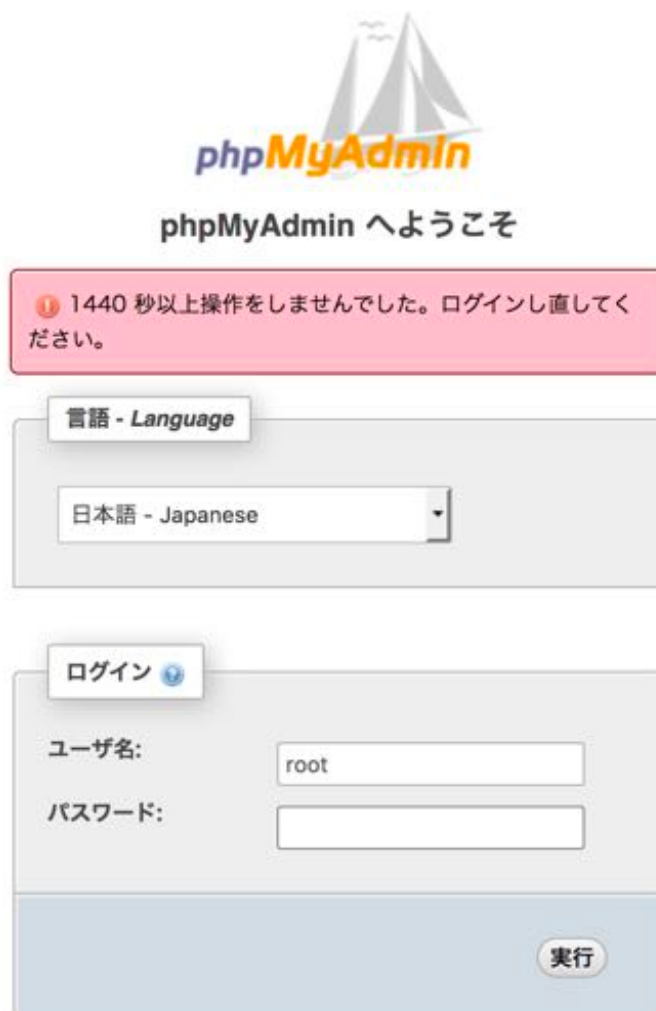 phpMyAdmin
phpMyAdmin へようこそ
1440 秒以上操作をしませんでした。ログインし直してく
ださい。
言語 - Language
日本語 - Japanese
ログイン
ユーザ名:
root
パスワード:
実行